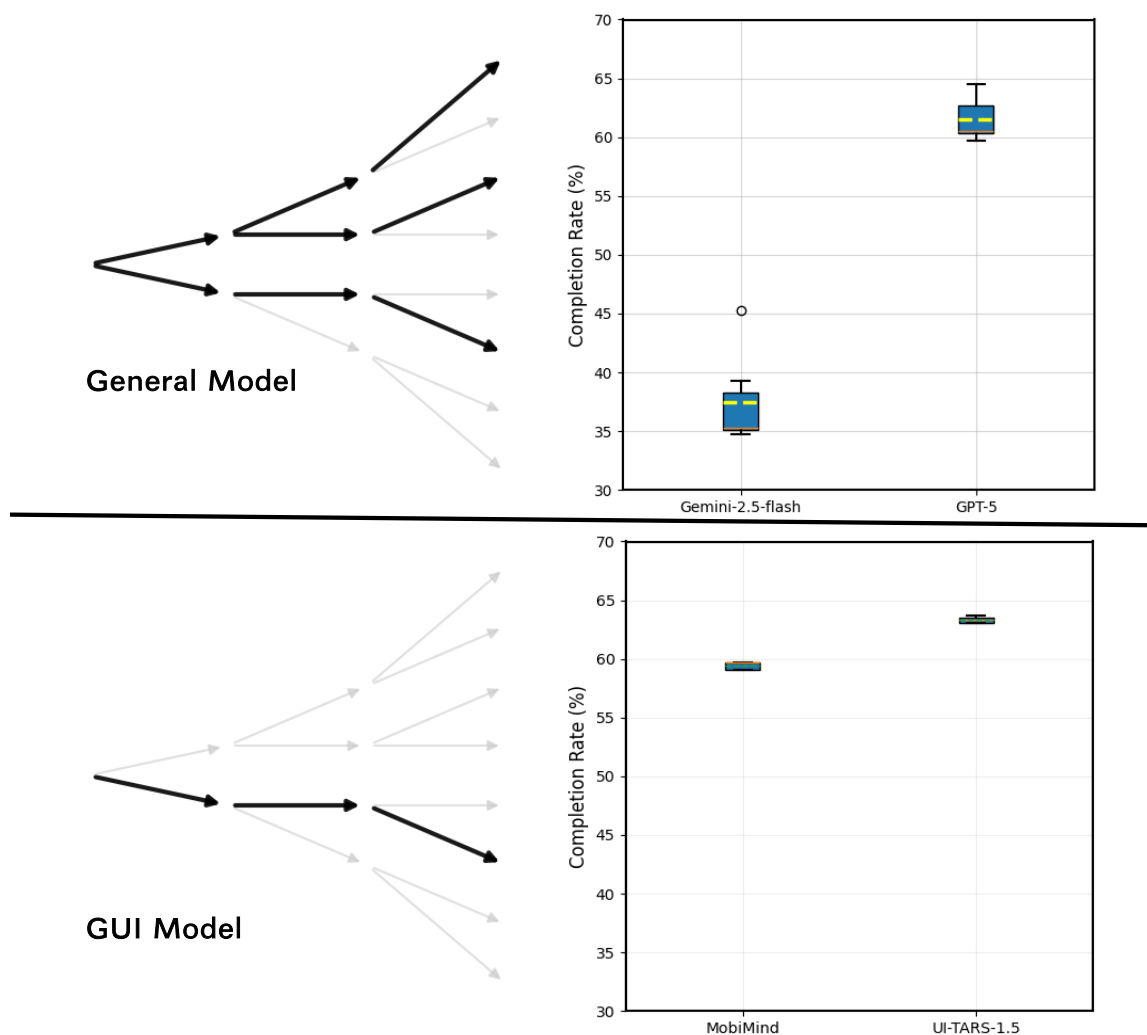 70
65
60
55
50
45
40
35
30
Completion Rate (%)
General Model
Gemini-2.5-flash
GPT-5
70
65
60
55
50
45
40
35
30
Completion Rate (%)
GUI Model
MobiMind
UI-TARS-1.5